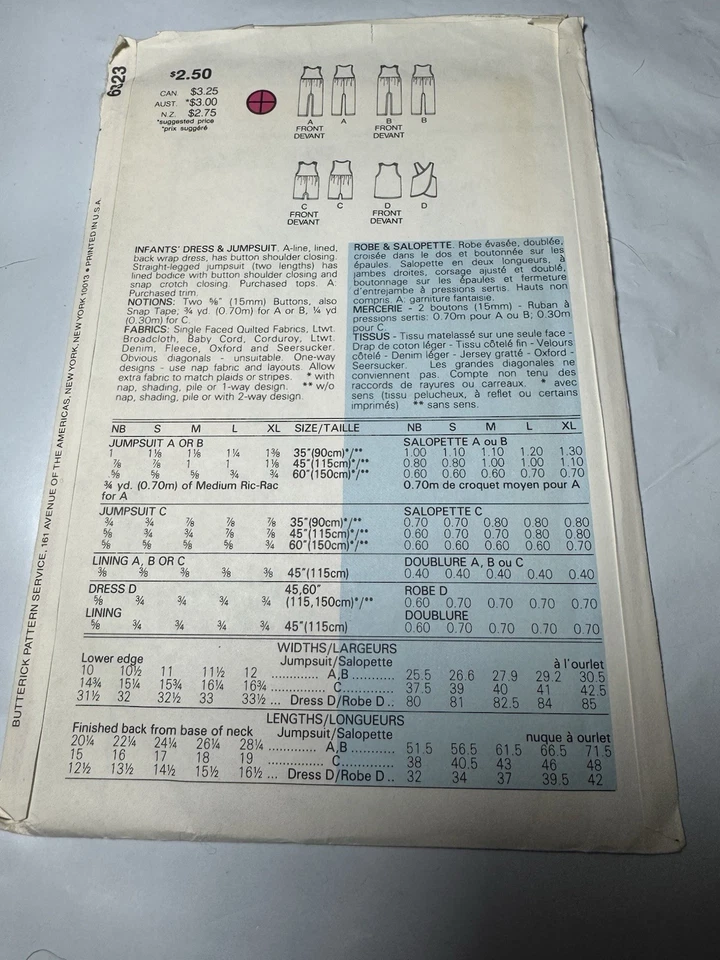 6323
$2.50
CAN. $3.25
AUST. *$3.00
N.Z. $2.75
*suggested price
*prix suggéré
A A B B
FRONT FRONT
DEVANT DEVANT
C C D D
FRONT FRONT
DEVANT DEVANT
BUTTERICK PATTERN SERVICE, 161 AVENUE OF THE AMERICAS, NEW YORK, NEW YORK 10013 • PRINTED IN U.S.A.
INFANTS' DRESS & JUMPSUIT. A-line, lined,
back wrap dress, has button shoulder closing.
Straight-legged jumpsuit (two lengths) has
lined bodice with button shoulder closing and
snap crotch closing. Purchased tops. A:
Purchased trim.
NOTIONS: Two ⅝" (15mm) Buttons, also
Snap Tape, ¾ yd. (0.70m) for A or B, ¼ yd
(0.30m) for C.
FABRICS: Single Faced Quilted Fabrics, Ltwt.
Broadcloth, Baby Cord, Corduroy, Ltwt.
Denim, Fleece, Oxford and Seersucker.
Obvious diagonals - unsuitable. One-way
designs - use nap fabric and layouts. Allow
extra fabric to match plaids or stripes. * with
nap, shading, pile or 1-way design. ** w/o
nap, shading, pile or with 2-way design.
ROBE & SALOPETTE. Robe évasée, doublée,
croisée dans le dos et boutonnée sur les
épaules. Salopette en deux longueurs, à
jambes droites, corsage ajusté et doublé,
boutonnage sur les épaules et fermeture
d'entrejambe à pressions sertis. Hauts non
compris. A: garniture fantaisie.
MERCERIE - 2 boutons (15mm) - Ruban à
pressions sertis: 0.70m pour A ou B; 0.30m
pour C.
TISSUS - Tissu matelassé sur une seule face -
Drap de coton léger - Tissu côtelé fin - Velours
côtelé - Denim léger - Jersey gratté - Oxford -
Seersucker. Les grandes diagonales ne
conviennent pas. Compte non tenu des
raccords de rayures ou carreaux. * avec
sens (tissu pelucheux, à reflet ou certains
imprimés) ** sans sens.
NB S M L XL SIZE/TAILLE NB S M L XL
JUMPSUIT A OR B SALOPETTE A ou B
1 1⅛ 1⅛ 1¼ 1⅜ 35"(90cm)*/** 1.00 1.10 1.10 1.20 1.30
⅞ ⅞ 1 1 1⅛ 45"(115cm)*/** 0.80 0.80 1.00 1.00 1.10
⅝ ⅝ ⅝ ¾ ¾ 60"(150cm)*/** 0.60 0.60 0.60 0.70 0.70
¾ yd. (0.70m) of Medium Ric-Rac 0.70m de croquet moyen pour A
for A
JUMPSUIT C SALOPETTE C
¾ ¾ ⅞ ⅞ ⅞ 35"(90cm)*/** 0.70 0.70 0.80 0.80 0.80
⅝ ¾ ¾ ⅞ ⅞ 45"(115cm)*/** 0.60 0.70 0.70 0.80 0.80
⅝ ⅝ ⅝ ⅝ ¾ 60"(150cm)*/** 0.60 0.60 0.60 0.60 0.70
LINING A, B OR C DOUBLURE A, B ou C
⅜ ⅜ ⅜ ⅜ ⅜ 45"(115cm) 0.40 0.40 0.40 0.40 0.40
DRESS D 45,60" ROBE D
⅝ ¾ ¾ ¾ ¾ (115,150cm)*/** 0.60 0.70 0.70 0.70 0.70
LINING DOUBLURE
⅝ ¾ ¾ ¾ ¾ 45"(115cm) 0.60 0.70 0.70 0.70 0.70
WIDTHS/LARGEURS
Lower edge Jumpsuit/Salopette à l'ourlet
10 10½ 11 11½ 12 ............ A,B ............ 25.5 26.6 27.9 29.2 30.5
14¾ 15¼ 15¾ 16¼ 16¾ ............ C ............ 37.5 39 40 41 42.5
31½ 32 32½ 33 33½ ... Dress D/Robe D .. 80 81 82.5 84 85
LENGTHS/LONGUEURS
Finished back from base of neck Jumpsuit/Salopette nuque à ourlet
20¼ 22¼ 24¼ 26¼ 28¼ ............ A,B ............ 51.5 56.5 61.5 66.5 71.5
15 16 17 18 19 ............ C ............ 38 40.5 43 46 48
12½ 13½ 14½ 15½ 16½ ... Dress D/Robe D .. 32 34 37 39.5 42